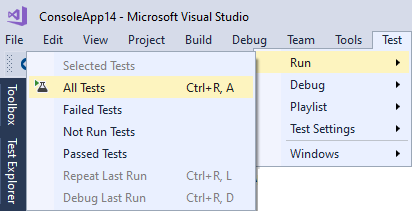 ConsoleApp14 - Microsoft Visual Studio
File Edit View Project Build Debug Team Tools Test
Selected Tests
All Tests Ctrl+R, A
Failed Tests
Not Run Tests
Passed Tests
Repeat Last Run Ctrl+R, L
Debug Last Run Ctrl+R, D
Run
Debug
Playlist
Test Settings
Windows
Toolbox
Test Explorer